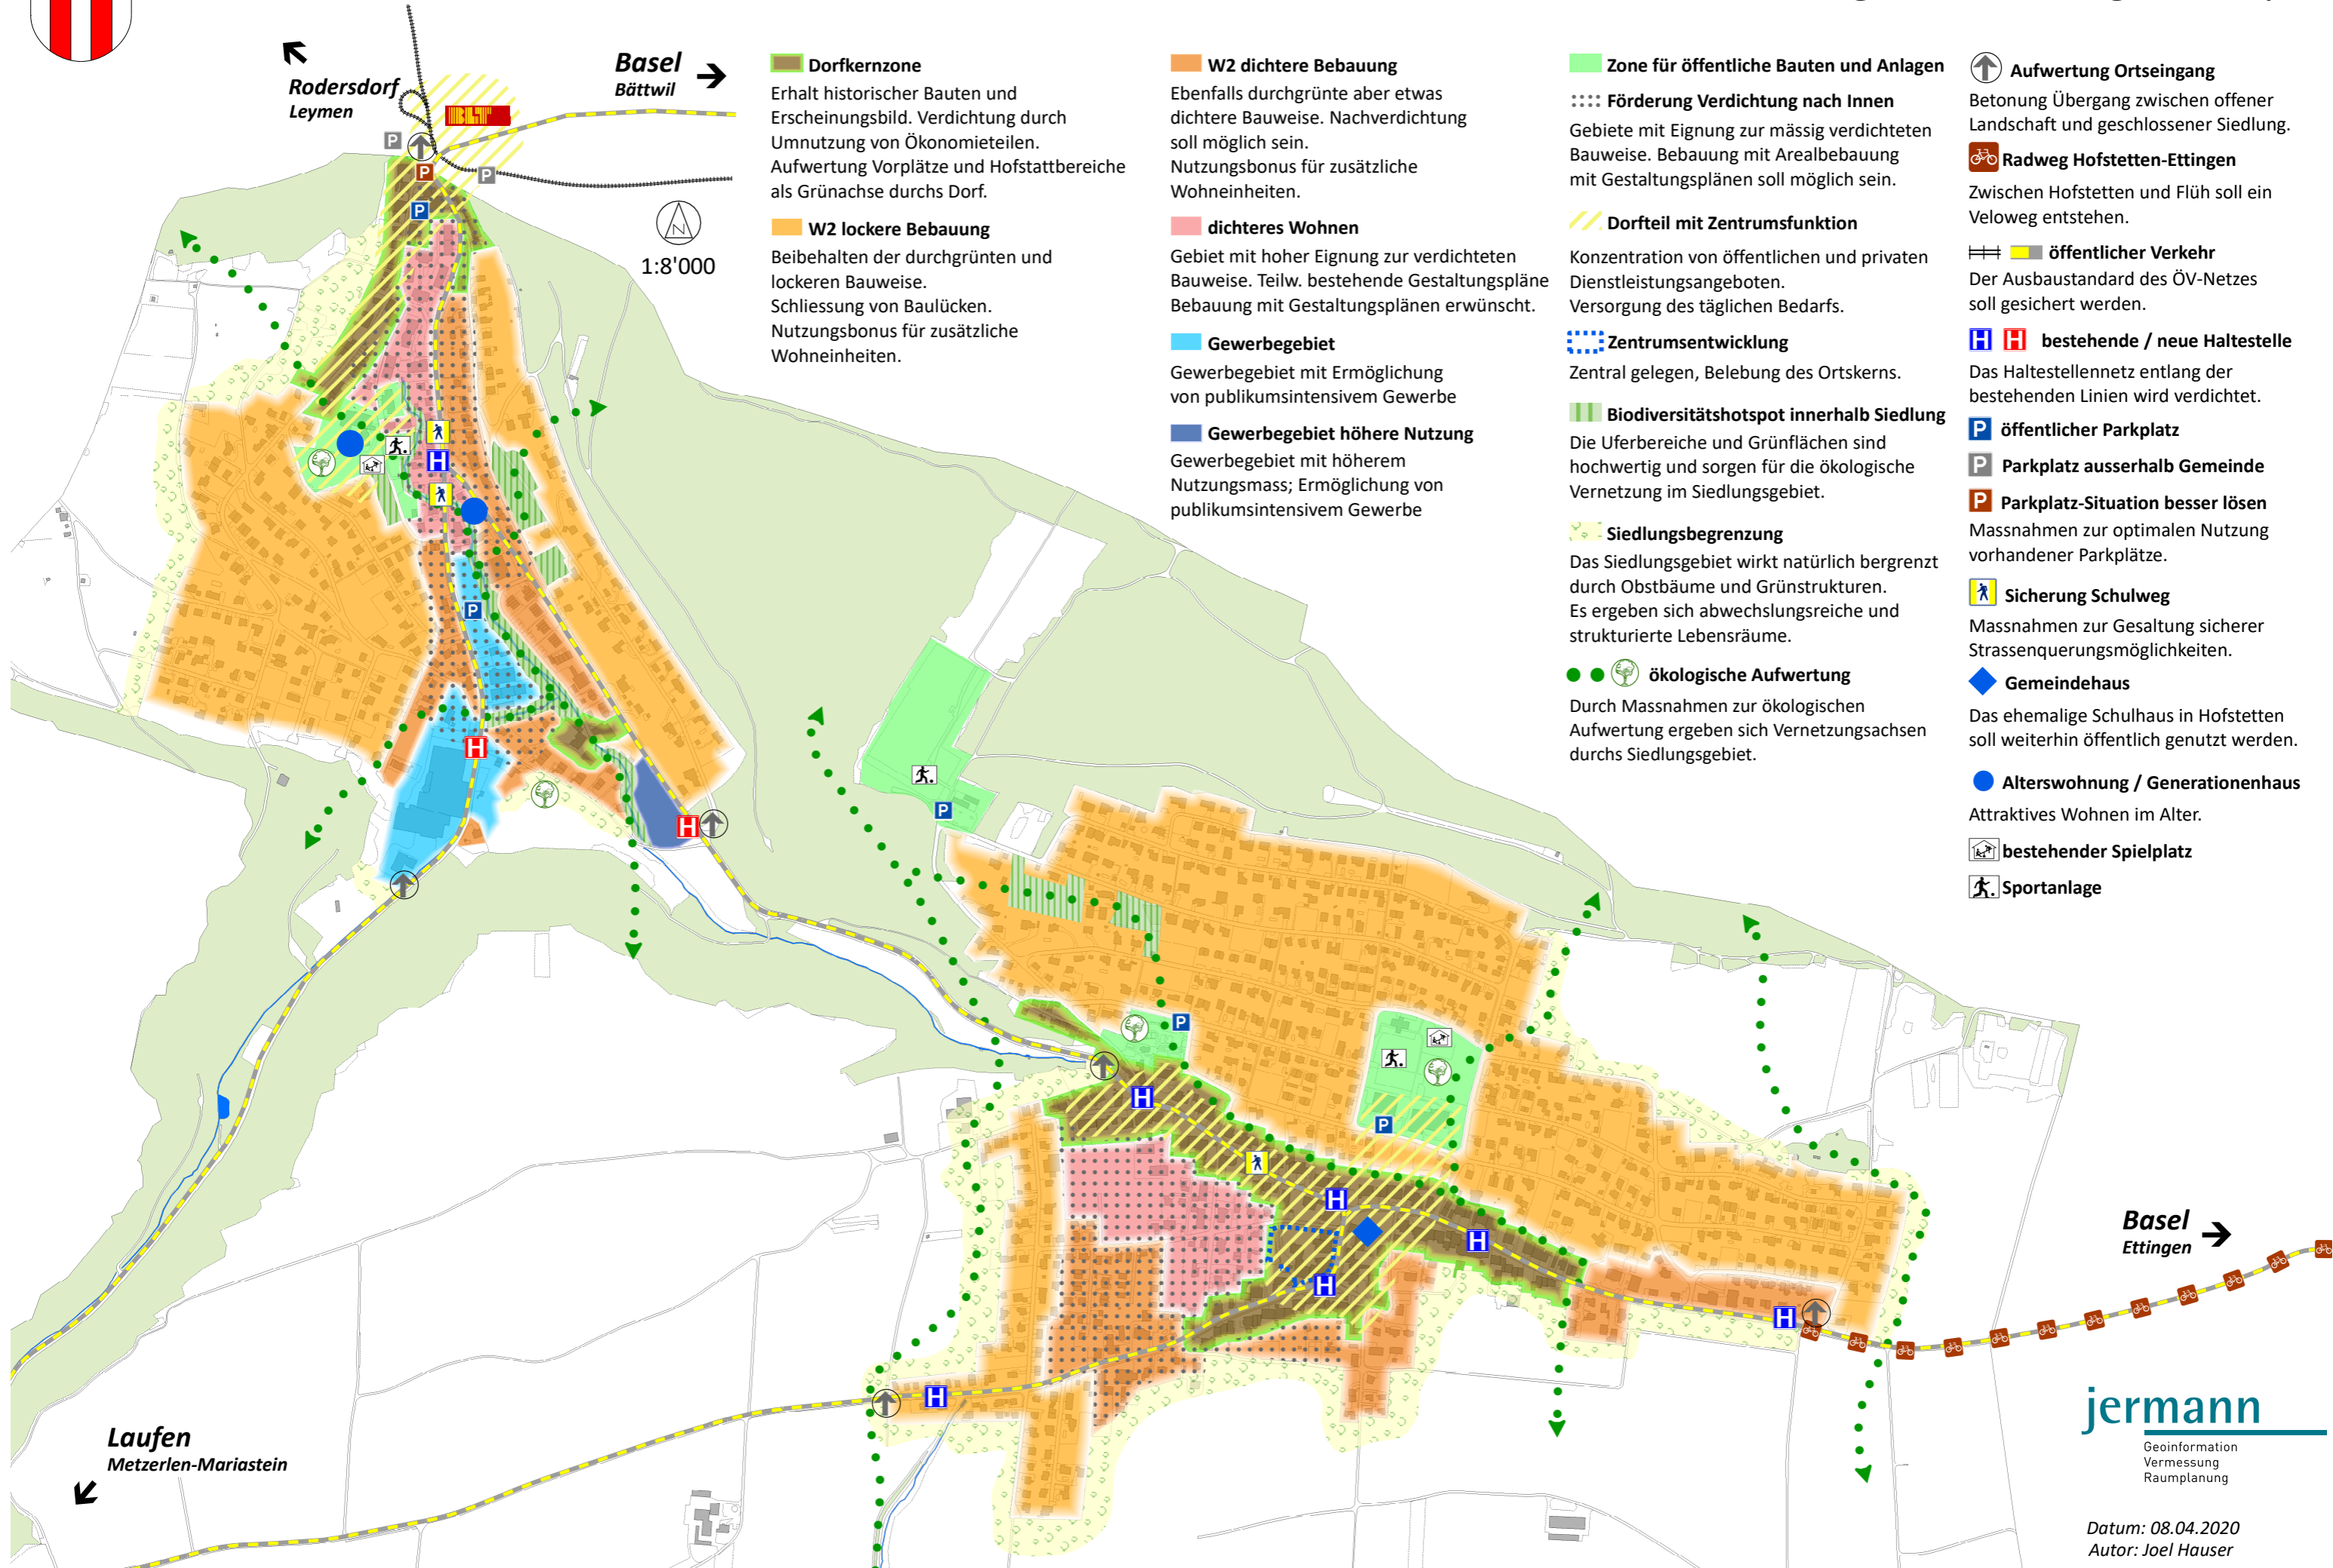 Rodersdorf
Leymen
Basel
Bättwil
BLT
1:8'000
Dorfkernzone
Erhalt historischer Bauten und
Erscheinungsbild. Verdichtung durch
Umnutzung von Ökonomieteilen.
Aufwertung Vorplätze und Hofstattbereiche
als Grünachse durchs Dorf.
W2 lockere Bebauung
Beibehalten der durchgrünten und
lockeren Bauweise.
Schliessung von Baulücken.
Nutzungsbonus für zusätzliche
Wohneinheiten.
W2 dichtere Bebauung
Ebenfalls durchgrünte aber etwas
dichtere Bauweise. Nachverdichtung
soll möglich sein.
Nutzungsbonus für zusätzliche
Wohneinheiten.
dichteres Wohnen
Gebiet mit hoher Eignung zur verdichteten
Bauweise. Teilw. bestehende Gestaltungspläne
Bebauung mit Gestaltungsplänen erwünscht.
Gewerbegebiet
Gewerbegebiet mit Ermöglichung
von publikumsintensivem Gewerbe
Gewerbegebiet höhere Nutzung
Gewerbegebiet mit höherem
Nutzungsmass; Ermöglichung von
publikumsintensivem Gewerbe
Zone für öffentliche Bauten und Anlagen
Förderung Verdichtung nach Innen
Gebiete mit Eignung zur mässig verdichteten
Bauweise. Bebauung mit Arealbebauung
mit Gestaltungsplänen soll möglich sein.
Dorfteil mit Zentrumsfunktion
Konzentration von öffentlichen und privaten
Dienstleistungsangeboten.
Versorgung des täglichen Bedarfs.
Zentrumsentwicklung
Zentral gelegen, Belebung des Ortskerns.
Biodiversitätshotspot innerhalb Siedlung
Die Uferbereiche und Grünflächen sind
hochwertig und sorgen für die ökologische
Vernetzung im Siedlungsgebiet.
Siedlungsbegrenzung
Das Siedlungsgebiet wirkt natürlich bergrenzt
durch Obstbäume und Grünstrukturen.
Es ergeben sich abwechslungsreiche und
strukturierte Lebensräume.
ökologische Aufwertung
Durch Massnahmen zur ökologischen
Aufwertung ergeben sich Vernetzungsachsen
durchs Siedlungsgebiet.
Aufwertung Ortseingang
Betonung Übergang zwischen offener
Landschaft und geschlossener Siedlung.
Radweg Hofstetten-Ettingen
Zwischen Hofstetten und Flüh soll ein
Veloweg entstehen.
öffentlicher Verkehr
Der Ausbaustandard des ÖV-Netzes
soll gesichert werden.
H H bestehende / neue Haltestelle
Das Haltestellennetz entlang der
bestehenden Linien wird verdichtet.
P öffentlicher Parkplatz
P Parkplatz ausserhalb Gemeinde
P Parkplatz-Situation besser lösen
Massnahmen zur optimalen Nutzung
vorhandener Parkplätze.
Sicherung Schulweg
Massnahmen zur Gesaltung sicherer
Strassenquerungsmöglichkeiten.
Gemeindehaus
Das ehemalige Schulhaus in Hofstetten
soll weiterhin öffentlich genutzt werden.
Alterswohnung / Generationenhaus
Attraktives Wohnen im Alter.
bestehender Spielplatz
Sportanlage
P
P
P
P
H
P
H
H
P
P
H
P
H
H
H
H
H
Basel
Ettingen
Laufen
Metzerlen-Mariastein
jermann
Geoinformation
Vermessung
Raumplanung
Datum: 08.04.2020
Autor: Joel Hauser